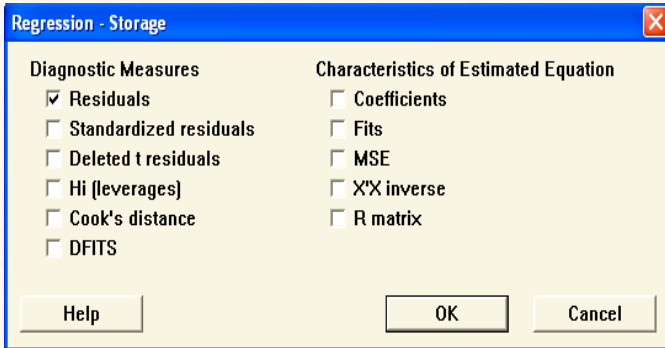 Regression - Storage
Diagnostic Measures
Residuals
Standardized residuals
Deleted t residuals
Hi (leverages)
Cook's distance
DFITS
Characteristics of Estimated Equation
Coefficients
Fits
MSE
X'X inverse
R matrix
Help
OK
Cancel